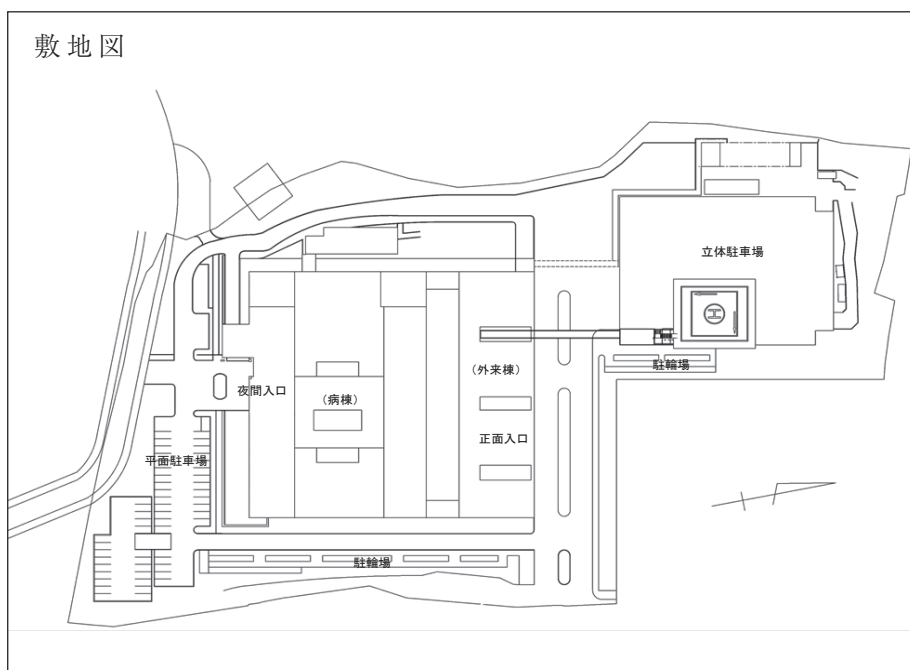 敷地図
立体駐車場
H
駐輪場
(外来棟)
夜間入口
(病棟)
正面入口
平面駐車場
駐輪場